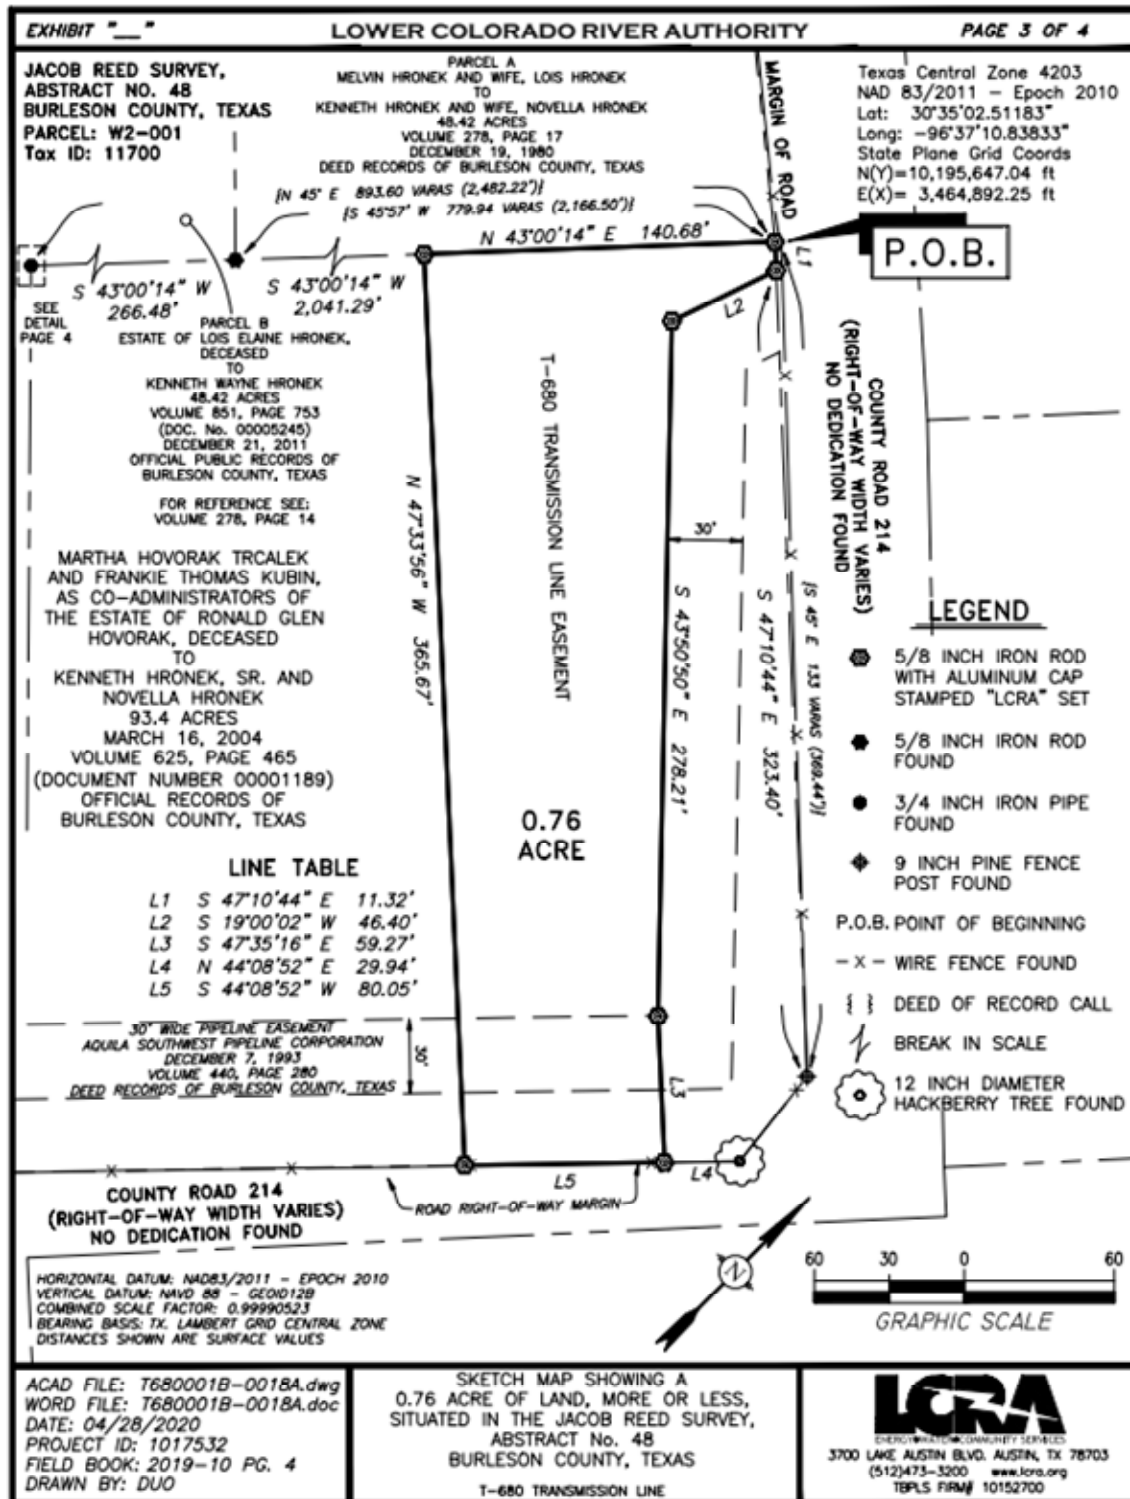 EXHIBIT "__"
LOWER COLORADO RIVER AUTHORITY
PAGE 3 OF 4
JACOB REED SURVEY,
ABSTRACT NO. 48
BURLESON COUNTY, TEXAS
PARCEL: W2-001
Tax ID: 11700
PARCEL A
MELVIN HRONEK AND WIFE, LOIS HRONEK
TO
KENNETH HRONEK AND WIFE, NOVELLA HRONEK
48.42 ACRES
VOLUME 278, PAGE 17
DECEMBER 19, 1980
DEED RECORDS OF BURLESON COUNTY, TEXAS
{N 45° E 893.60 VARAS (2,482.22')}
{S 45°57' W 779.94 VARAS (2,166.50')}
MARGIN OF ROAD
Texas Central Zone 4203
NAD 83/2011 - Epoch 2010
Lat: 30°35'02.51183"
Long: -96°37'10.83833"
State Plane Grid Coords
N(Y)=10,195,647.04 ft
E(X)= 3,464,892.25 ft
P.O.B.
N 43°00'14" E 140.68'
L1
L2
S 43°00'14" W
266.48'
S 43°00'14" W
2,041.29'
SEE
DETAIL
PAGE 4
PARCEL B
ESTATE OF LOIS ELAINE HRONEK,
DECEASED
TO
KENNETH WAYNE HRONEK
48.42 ACRES
VOLUME 851, PAGE 753
(DOC. No. 00005245)
DECEMBER 21, 2011
OFFICIAL PUBLIC RECORDS OF
BURLESON COUNTY, TEXAS
FOR REFERENCE SEE:
VOLUME 278, PAGE 14
MARTHA HOVORAK TRCALEK
AND FRANKIE THOMAS KUBIN,
AS CO-ADMINISTRATORS OF
THE ESTATE OF RONALD GLEN
HOVORAK, DECEASED
TO
KENNETH HRONEK, SR. AND
NOVELLA HRONEK
93.4 ACRES
MARCH 16, 2004
VOLUME 625, PAGE 465
(DOCUMENT NUMBER 00001189)
OFFICIAL RECORDS OF
BURLESON COUNTY, TEXAS
N 47°33'56" W 365.67'
T-680 TRANSMISSION LINE EASEMENT
0.76
ACRE
30'
S 43°50'50" E 278.21'
S 47°10'44" E 323.40'
{S 45° E 133 VARAS (369.44')}
COUNTY ROAD 214
(RIGHT-OF-WAY WIDTH VARIES)
NO DEDICATION FOUND
LEGEND
5/8 INCH IRON ROD
WITH ALUMINUM CAP
STAMPED "LCRA" SET
5/8 INCH IRON ROD
FOUND
3/4 INCH IRON PIPE
FOUND
9 INCH PINE FENCE
POST FOUND
P.O.B. POINT OF BEGINNING
- X - WIRE FENCE FOUND
{ } DEED OF RECORD CALL
BREAK IN SCALE
12 INCH DIAMETER
HACKBERRY TREE FOUND
LINE TABLE
L1 S 47°10'44" E 11.32'
L2 S 19°00'02" W 46.40'
L3 S 47°35'16" E 59.27'
L4 N 44°08'52" E 29.94'
L5 S 44°08'52" W 80.05'
30' WIDE PIPELINE EASEMENT
AQUILA SOUTHWEST PIPELINE CORPORATION
DECEMBER 7, 1993
VOLUME 440, PAGE 280
DEED RECORDS OF BURLESON COUNTY, TEXAS
30'
L3
L4
L5
ROAD RIGHT-OF-WAY MARGIN
COUNTY ROAD 214
(RIGHT-OF-WAY WIDTH VARIES)
NO DEDICATION FOUND
N
60 30 0 60
GRAPHIC SCALE
HORIZONTAL DATUM: NAD83/2011 - EPOCH 2010
VERTICAL DATUM: NAVD 88 - GEOID12B
COMBINED SCALE FACTOR: 0.99990523
BEARING BASIS: TX. LAMBERT GRID CENTRAL ZONE
DISTANCES SHOWN ARE SURFACE VALUES
ACAD FILE: T680001B-0018A.dwg
WORD FILE: T680001B-0018A.doc
DATE: 04/28/2020
PROJECT ID: 1017532
FIELD BOOK: 2019-10 PG. 4
DRAWN BY: DUO
SKETCH MAP SHOWING A
0.76 ACRE OF LAND, MORE OR LESS,
SITUATED IN THE JACOB REED SURVEY,
ABSTRACT No. 48
BURLESON COUNTY, TEXAS
T-680 TRANSMISSION LINE
LCRA
ENERGY•WATER•COMMUNITY SERVICES
3700 LAKE AUSTIN BLVD. AUSTIN, TX 78703
(512)473-3200 www.lcra.org
TBPLS FIRM# 10152700